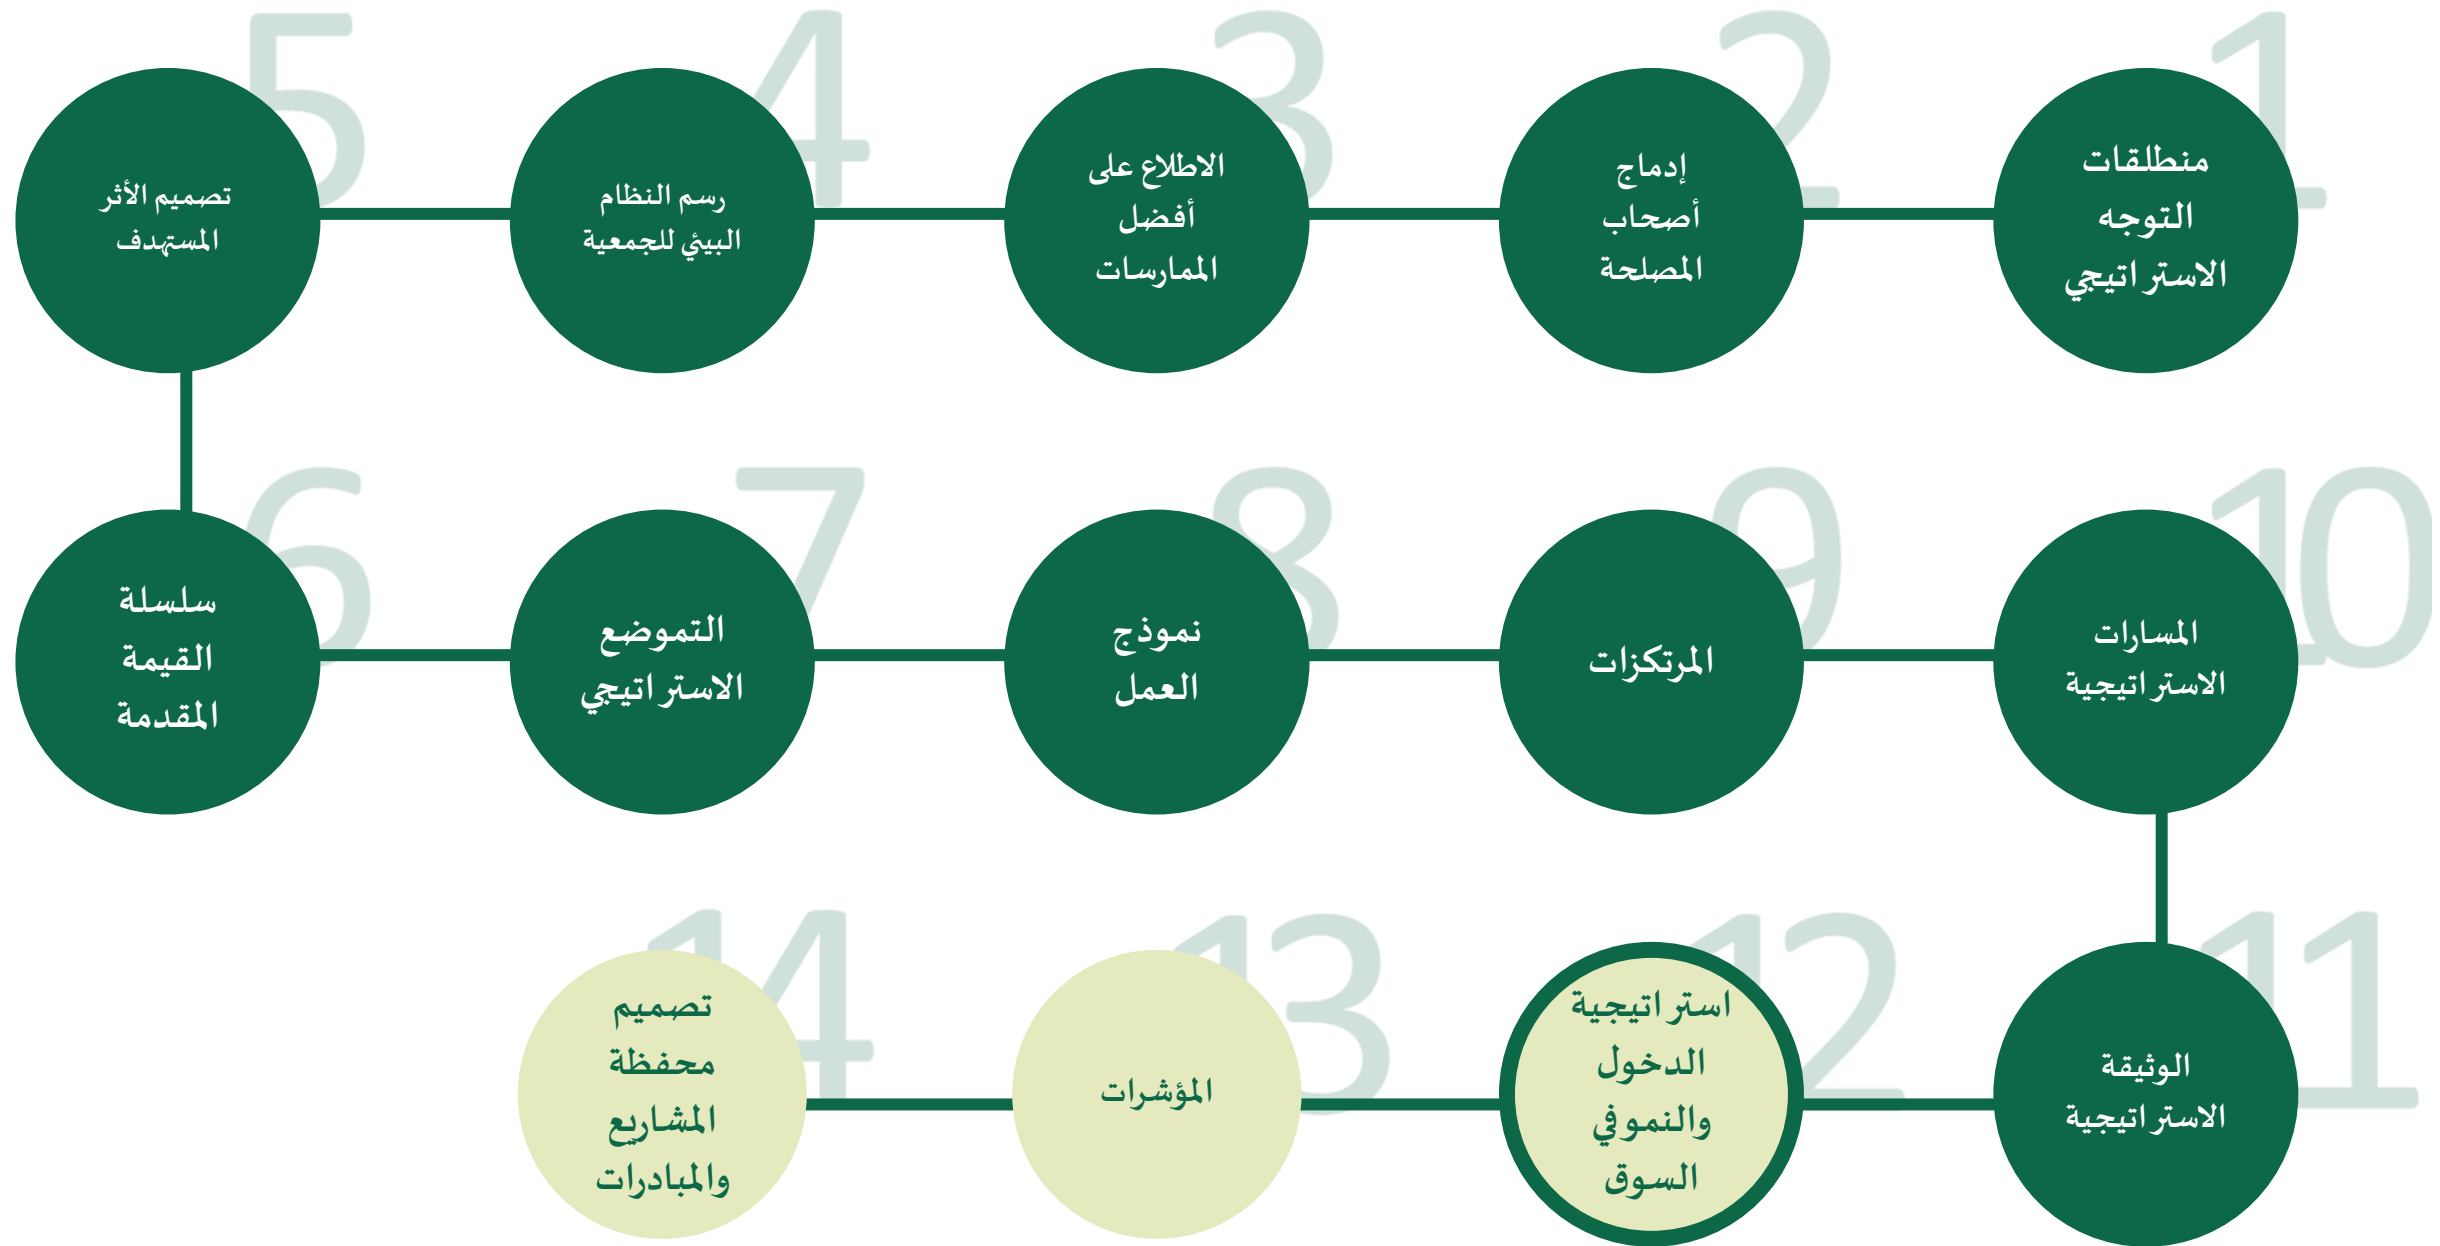 1
منطلقات
التوجه
الاستراتيجي
2
إدماج
أصحاب
المصلحة
3
الاطلاع على
أفضل
الممارسات
4
رسم النظام
البيئي للجمعية
5
تصميم الأثر
المستهدف
6
سلسلة
القيمة
المقدمة
7
التموضع
الاستراتيجي
8
نموذج
العمل
9
المرتكزات
10
المسارات
الاستراتيجية
11
الوثيقة
الاستراتيجية
12
استراتيجية
الدخول
والنمو في
السوق
13
المؤشرات
14
تصميم
محفظة
المشاريع
والمبادرات